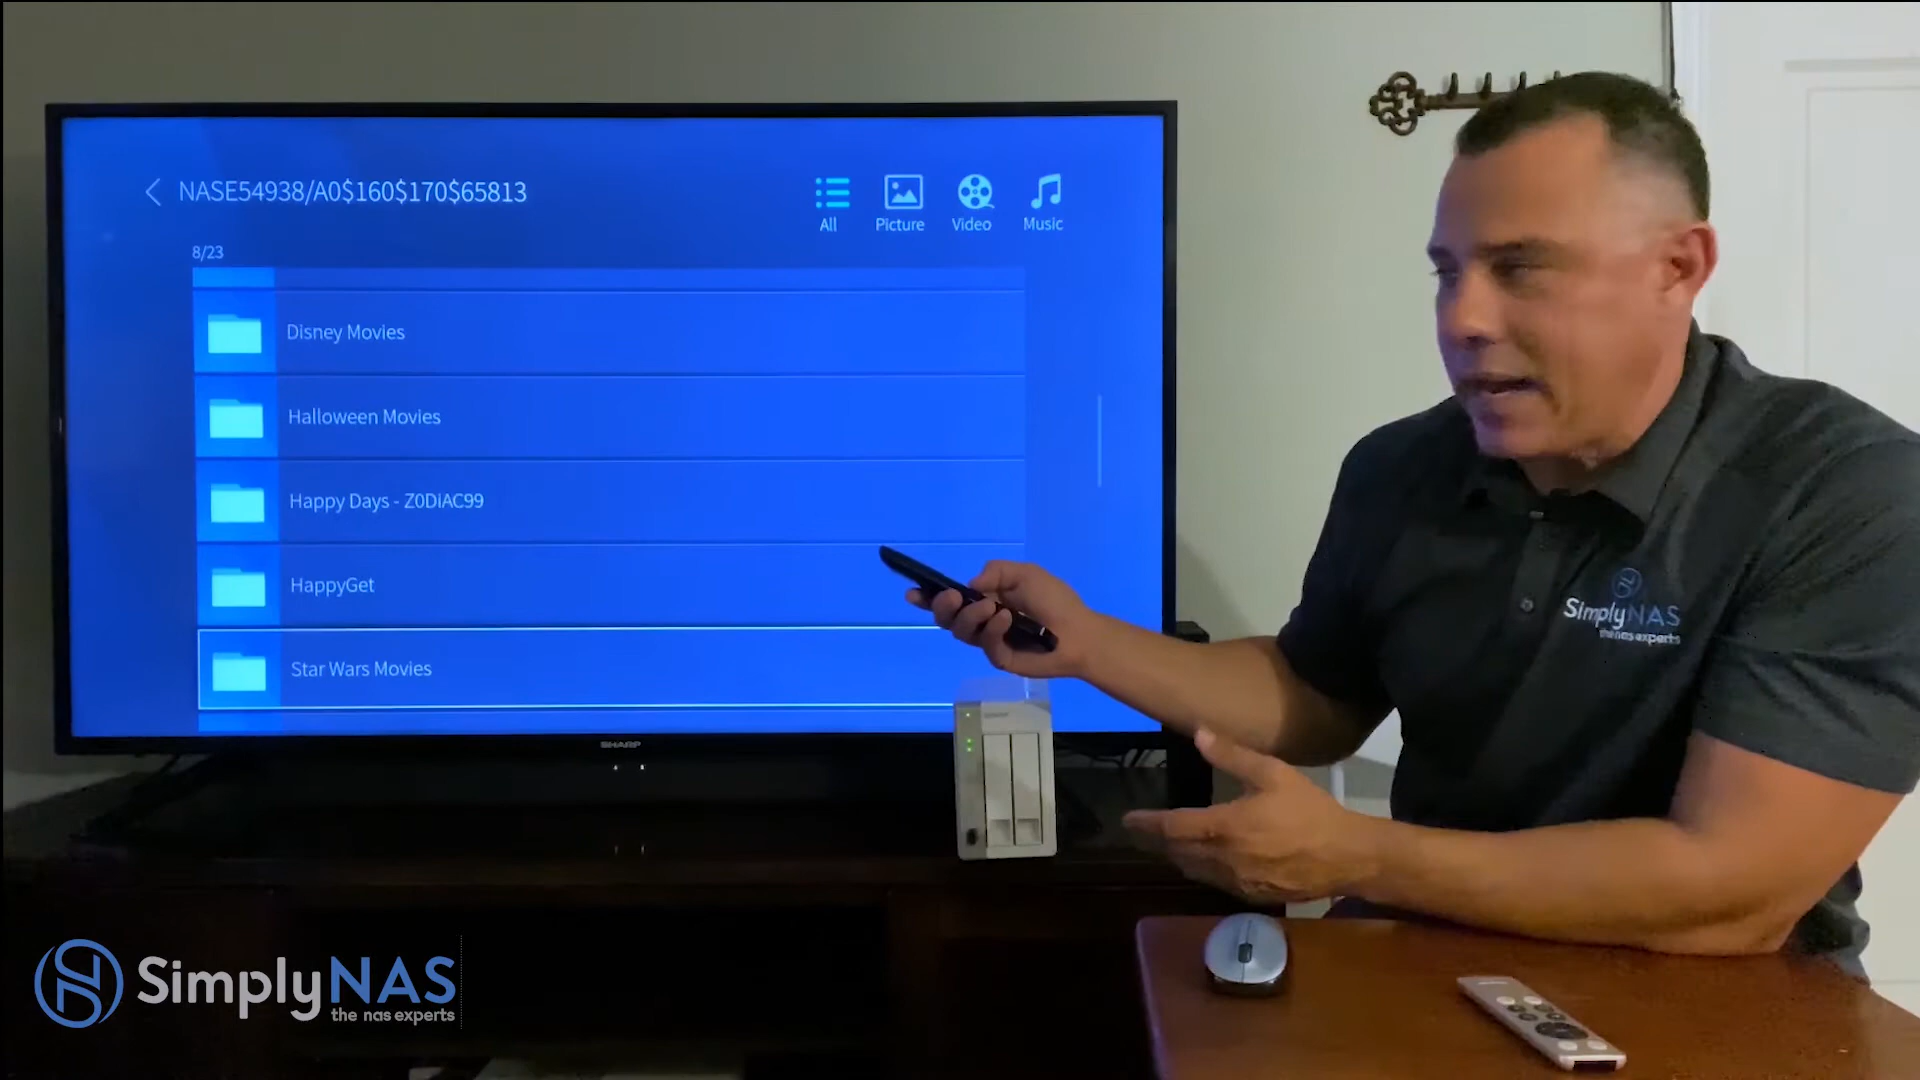 NASE54938/A0$160$170$65813
All
Picture
Video
Music
8/23
Disney Movies
Halloween Movies
Happy Days - Z0DiAC99
HappyGet
Star Wars Movies
SHARP
SimplyNAS
the nas experts
SimplyNAS
the nas experts